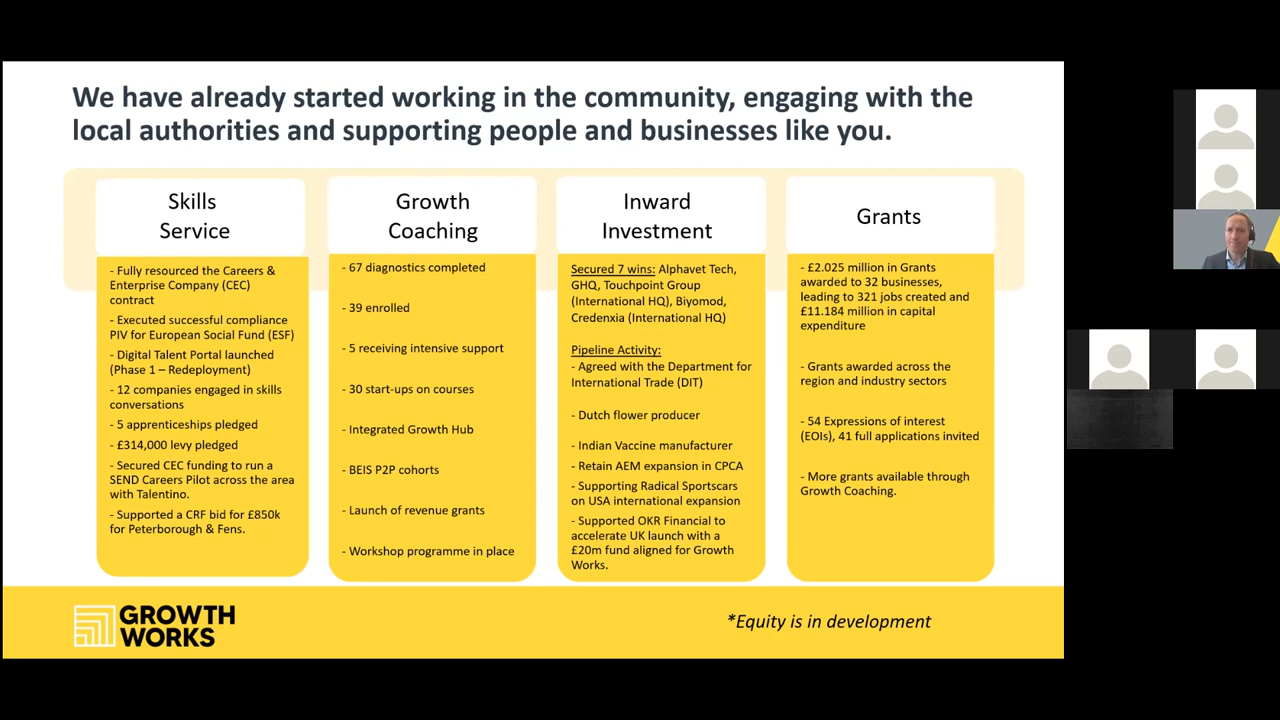 We have already started working in the community, engaging with the
local authorities and supporting people and businesses like you.
Skills
Service
- Fully resourced the Careers &
Enterprise Company (CEC)
contract
- Executed successful compliance
PIV for European Social Fund (ESF)
- Digital Talent Portal launched
(Phase 1 – Redeployment)
- 12 companies engaged in skills
conversations
- 5 apprenticeships pledged
- £314,000 levy pledged
- Secured CEC funding to run a
SEND Careers Pilot across the area
with Talentino.
- Supported a CRF bid for £850k
for Peterborough & Fens.
Growth
Coaching
- 67 diagnostics completed
- 39 enrolled
- 5 receiving intensive support
- 30 start-ups on courses
- Integrated Growth Hub
- BEIS P2P cohorts
- Launch of revenue grants
- Workshop programme in place
Inward
Investment
Secured 7 wins: Alphavet Tech,
GHQ, Touchpoint Group
(International HQ), Biyomod,
Credenxia (International HQ)
Pipeline Activity:
- Agreed with the Department for
International Trade (DIT)
- Dutch flower producer
- Indian Vaccine manufacturer
- Retain AEM expansion in CPCA
- Supporting Radical Sportscars
on USA international expansion
- Supported OKR Financial to
accelerate UK launch with a
£20m fund aligned for Growth
Works.
Grants
- £2.025 million in Grants
awarded to 32 businesses,
leading to 321 jobs created and
£11.184 million in capital
expenditure
- Grants awarded across the
region and industry sectors
- 54 Expressions of interest
(EOIs), 41 full applications invited
- More grants available through
Growth Coaching.
GROWTH
WORKS
*Equity is in development